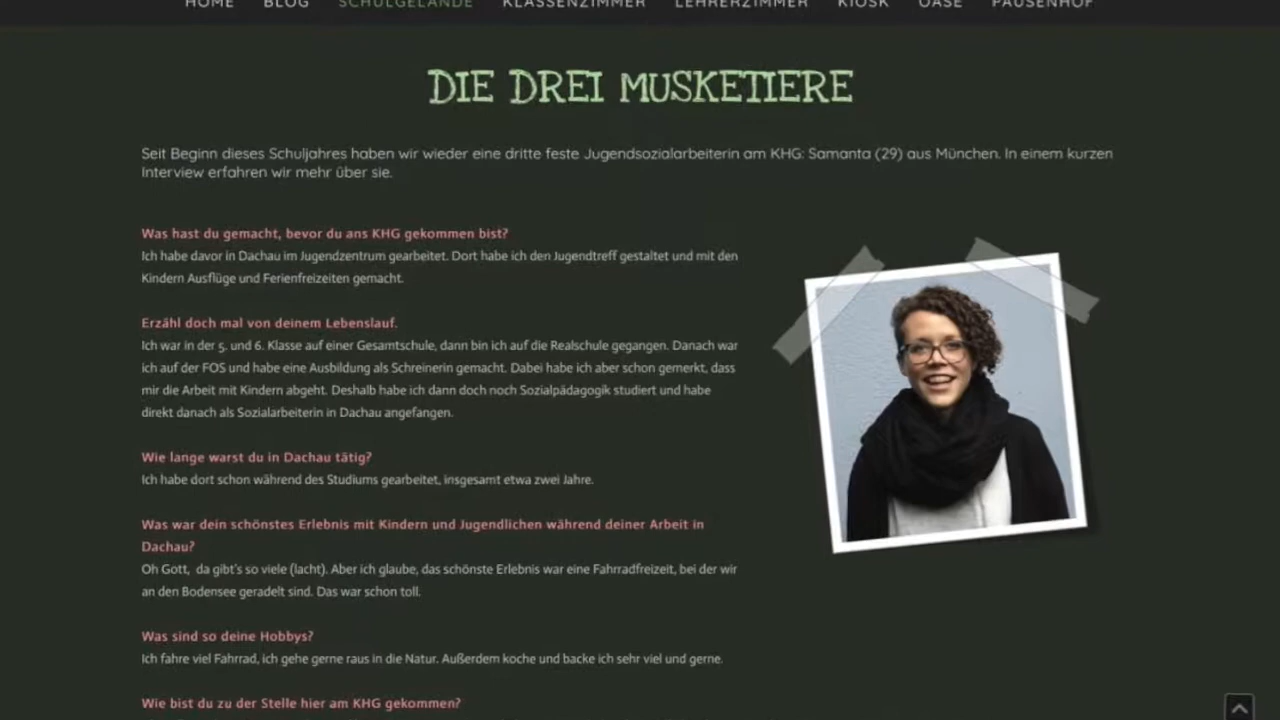 HOME BLOG SCHULGELÄNDE KLASSENZIMMER LEHRERZIMMER KIOSK OASE PAUSENHOF
DIE DREI MUSKETIERE
Seit Beginn dieses Schuljahres haben wir wieder eine dritte feste Jugendsozialarbeiterin am KHG: Samanta (29) aus München. In einem kurzen
Interview erfahren wir mehr über sie.
Was hast du gemacht, bevor du ans KHG gekommen bist?
Ich habe davor in Dachau im Jugendzentrum gearbeitet. Dort habe ich den Jugendtreff gestaltet und mit den
Kindern Ausflüge und Ferienfreizeiten gemacht.
Erzähl doch mal von deinem Lebenslauf.
Ich war in der 5. und 6. Klasse auf einer Gesamtschule, dann bin ich auf die Realschule gegangen. Danach war
ich auf der FOS und habe eine Ausbildung als Schreinerin gemacht. Dabei habe ich aber schon gemerkt, dass
mir die Arbeit mit Kindern abgeht. Deshalb habe ich dann doch noch Sozialpädagogik studiert und habe
direkt danach als Sozialarbeiterin in Dachau angefangen.
Wie lange warst du in Dachau tätig?
Ich habe dort schon während des Studiums gearbeitet, insgesamt etwa zwei Jahre.
Was war dein schönstes Erlebnis mit Kindern und Jugendlichen während deiner Arbeit in
Dachau?
Oh Gott, da gibt's so viele (lacht). Aber ich glaube, das schönste Erlebnis war eine Fahrradfreizeit, bei der wir
an den Bodensee geradelt sind. Das war schon toll.
Was sind so deine Hobbys?
Ich fahre viel Fahrrad, ich gehe gerne raus in die Natur. Außerdem koche und backe ich sehr viel und gerne.
Wie bist du zu der Stelle hier am KHG gekommen?